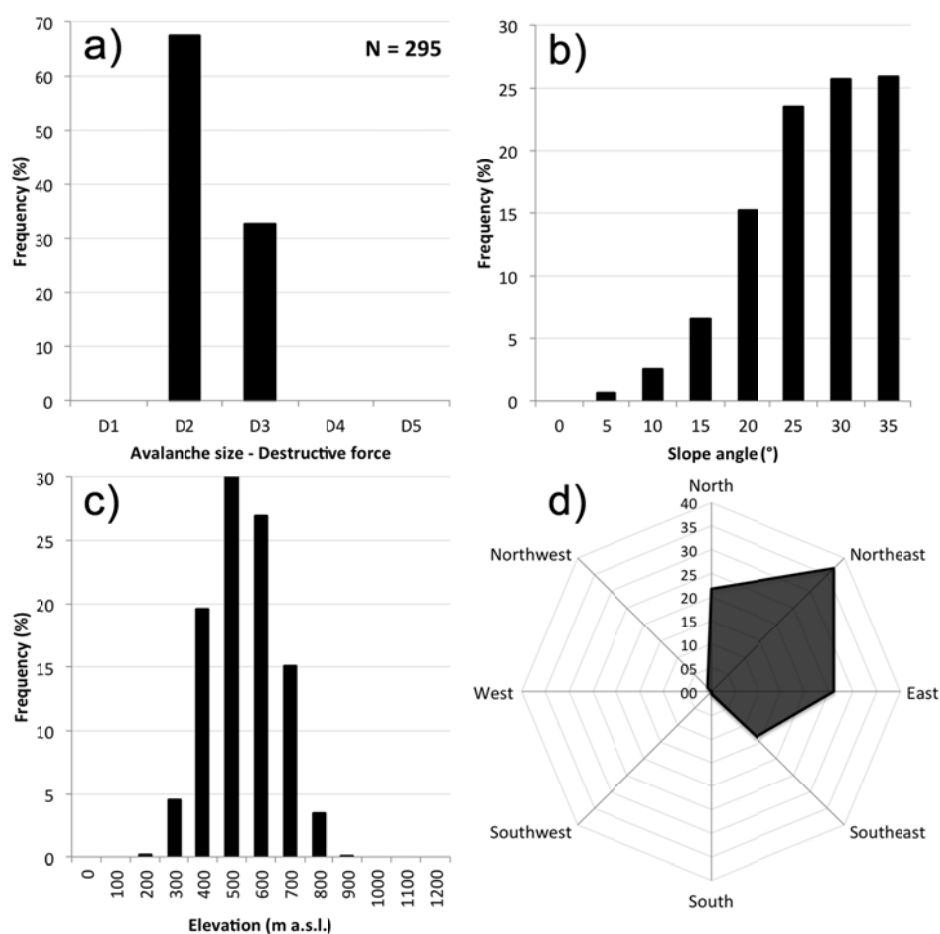 a)
N = 295
Frequency (%)
70
60
50
40
30
20
10
0
D1 D2 D3 D4 D5
Avalanche size - Destructive force
b)
Frequency (%)
30
25
20
15
10
5
0
0 5 10 15 20 25 30 35
Slope angle (°)
c)
Frequency (%)
30
25
20
15
10
5
0
0 100 200 300 400 500 600 700 800 900 1000 1100 1200
Elevation (m a.s.l.)
d)
North
Northeast
East
Southeast
South
Southwest
West
Northwest
40
35
30
25
20
15
10
05
00